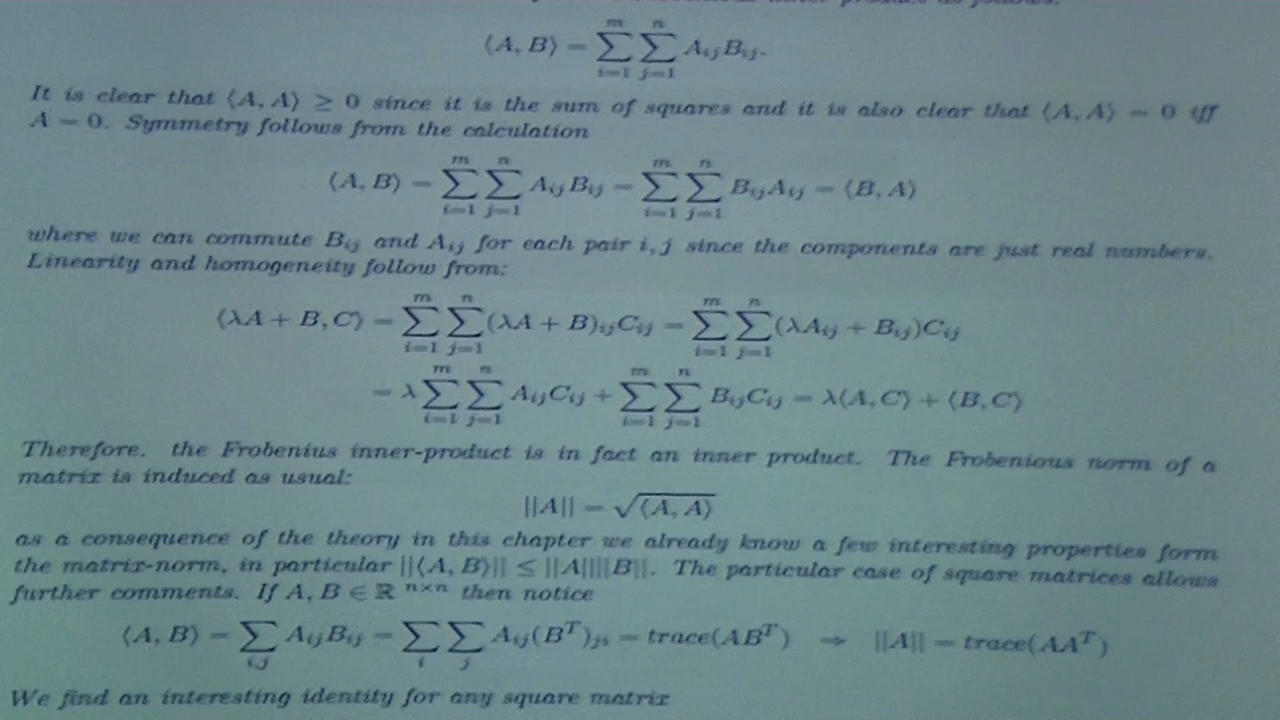 inner product as follows:
⟨A, B⟩ = ∑_{i=1}^{m} ∑_{j=1}^{n} A_{ij}B_{ij}.
It is clear that ⟨A, A⟩ ≥ 0 since it is the sum of squares and it is also clear that ⟨A, A⟩ = 0 iff
A = 0. Symmetry follows from the calculation
⟨A, B⟩ = ∑_{i=1}^{m} ∑_{j=1}^{n} A_{ij}B_{ij} = ∑_{i=1}^{m} ∑_{j=1}^{n} B_{ij}A_{ij} = ⟨B, A⟩
where we can commute B_{ij} and A_{ij} for each pair i, j since the components are just real numbers.
Linearity and homogeneity follow from:
⟨λA + B, C⟩ = ∑_{i=1}^{m} ∑_{j=1}^{n} (λA + B)_{ij}C_{ij} = ∑_{i=1}^{m} ∑_{j=1}^{n} (λA_{ij} + B_{ij})C_{ij}
= λ ∑_{i=1}^{m} ∑_{j=1}^{n} A_{ij}C_{ij} + ∑_{i=1}^{m} ∑_{j=1}^{n} B_{ij}C_{ij} = λ⟨A, C⟩ + ⟨B, C⟩
Therefore. the Frobenius inner-product is in fact an inner product. The Frobenious norm of a
matrix is induced as usual:
||A|| = √⟨A, A⟩
as a consequence of the theory in this chapter we already know a few interesting properties form
the matrix-norm, in particular ||⟨A, B⟩|| ≤ ||A||||B||. The particular case of square matrices allows
further comments. If A, B ∈ ℝ^{n×n} then notice
⟨A, B⟩ = ∑_{i,j} A_{ij}B_{ij} = ∑_{i} ∑_{j} A_{ij}(B^T)_{ji} = trace(AB^T) ⇒ ||A|| = trace(AA^T)
We find an interesting identity for any square matrix